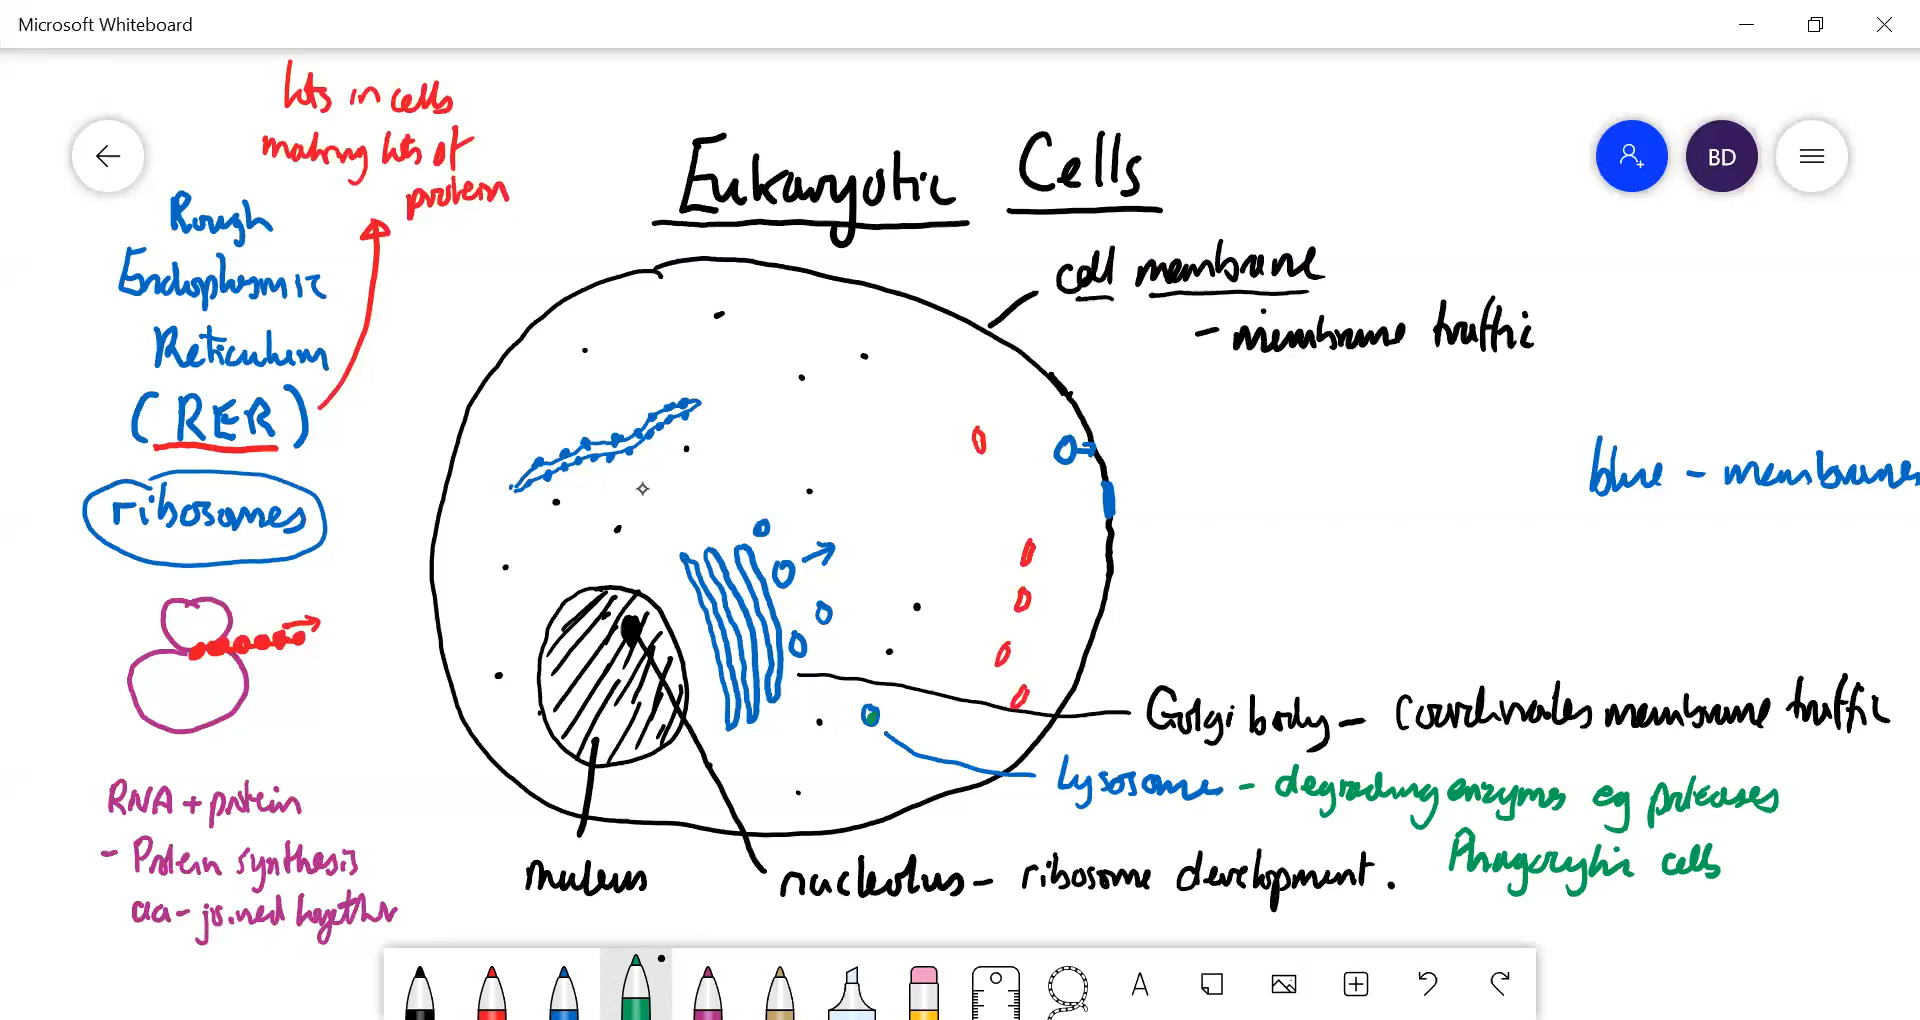 Microsoft Whiteboard
lots in cells
making lots of
protein
Rough
Endoplasmic
Reticulum
(RER)
ribosomes
RNA + protein
- Protein synthesis
aa - joined together
Eukaryotic Cells
cell membrane
- membrane traffic
BD
blue - membranes
Golgi body - coordinates membrane traffic
Lysosome - degrading enzymes eg proteases
Phagocytic cells
nucleus
nucleolus - ribosome development.
A